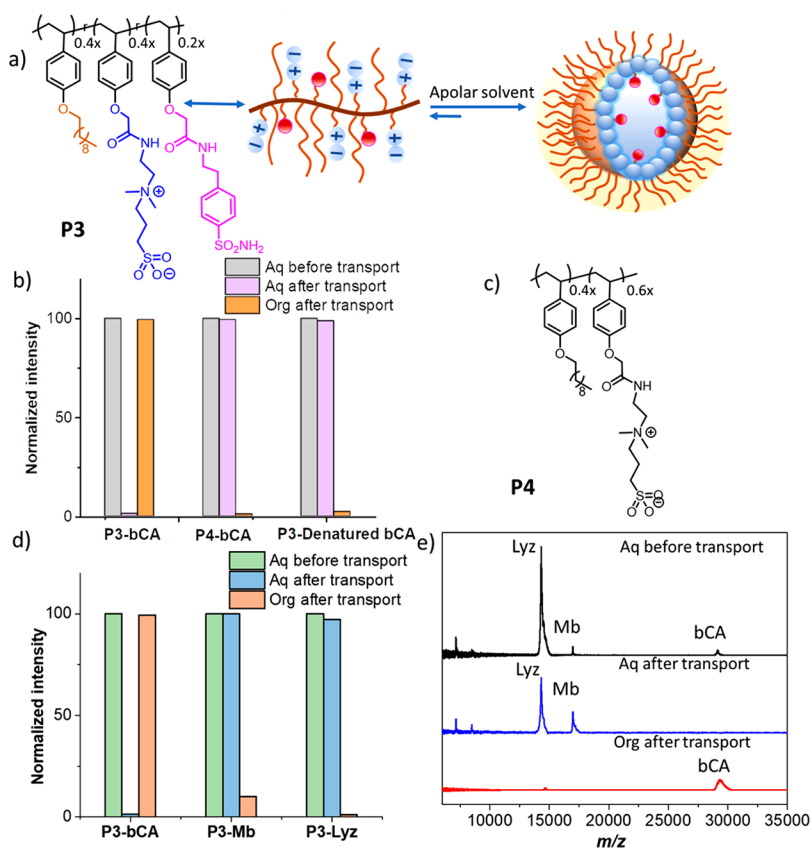 a)
r
0.4x
r
0.4x
0.2x
O
8
O
O
NH
N
⊕
O
S
O
O
⊖
O
O
NH
SO2NH2
P3
Apolar solvent
b)
Aq before transport
Aq after transport
Org after transport
Normalized intensity
100
50
0
P3-bCA P4-bCA P3-Denatured bCA
c)
0.4x
0.6x
O
8
O
O
NH
N
⊕
O
S
O
O
⊖
P4
d)
Aq before transport
Aq after transport
Org after transport
Normalized intensity
100
50
0
P3-bCA P3-Mb P3-Lyz
e)
Lyz
Aq before transport
Mb
bCA
Lyz
Aq after transport
Mb
Org after transport
bCA
10000 15000 20000 25000 30000 35000
m/z